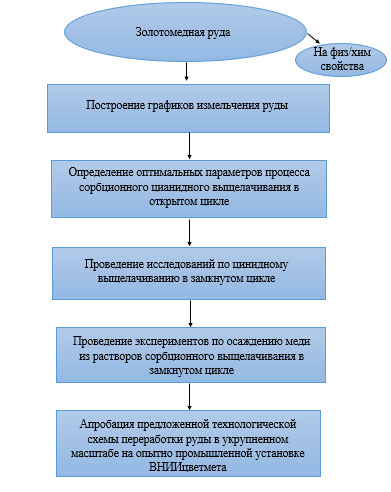 Золотомедная руда
На физ/хим
свойства
Построение графиков измельчения руды
Определение оптимальных параметров процесса
сорбционного цианидного выщелачивания в
открытом цикле
Проведение исследований по цинидному
выщелачиванию в замкнутом цикле
Проведение экспериментов по осаждению меди
из растворов сорбционного выщелачивания в
замкнутом цикле
Апробация предложенной технологической
схемы переработки руды в укрупненном
масштабе на опытно промышленной установке
ВНИИцветмета